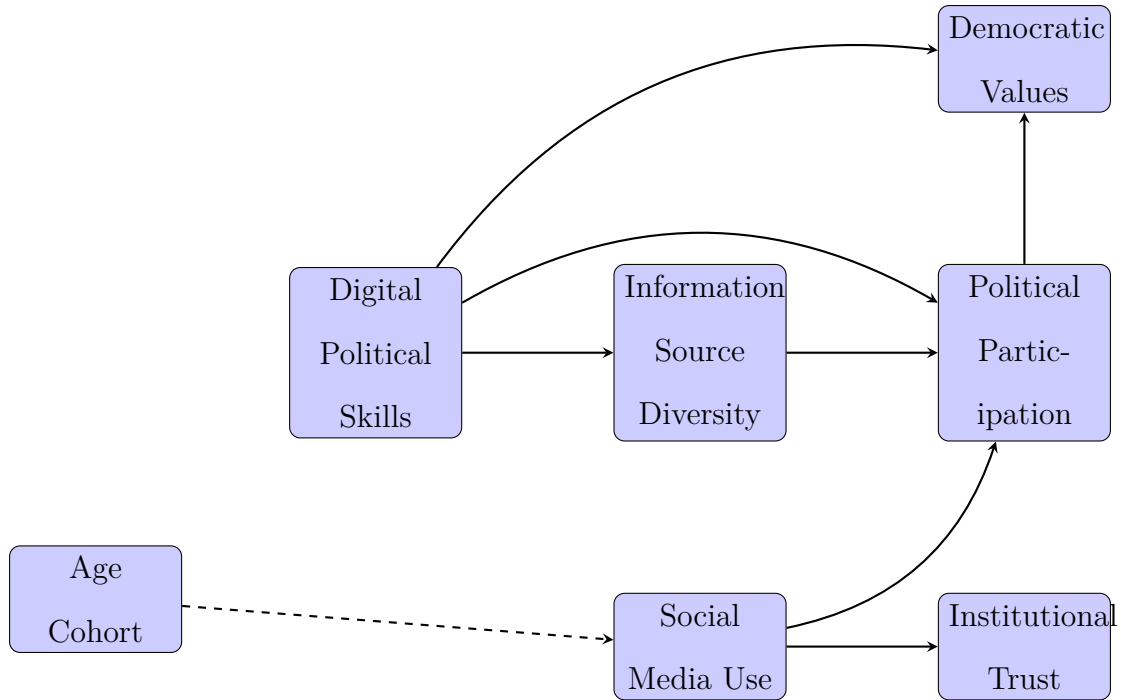 Democratic
Values
Digital
Political
Skills
Information
Source
Diversity
Political
Partic-
ipation
Age
Cohort
Social
Media Use
Institutional
Trust